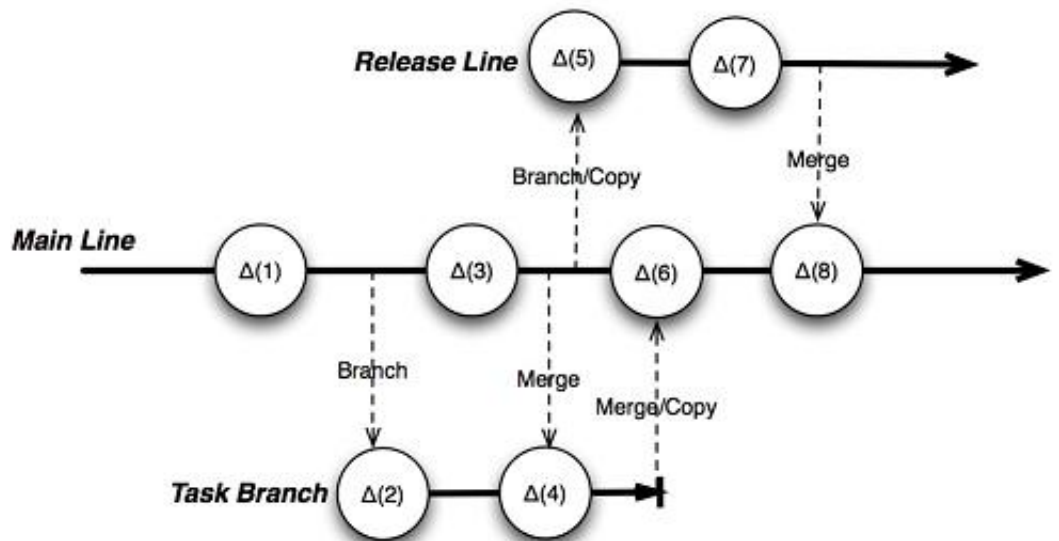 Δ(5)
Δ(7)
Release Line
Branch/Copy
Merge
Main Line
Δ(1)
Δ(3)
Δ(6)
Δ(8)
Branch
Merge
Merge/Copy
Task Branch
Δ(2)
Δ(4)